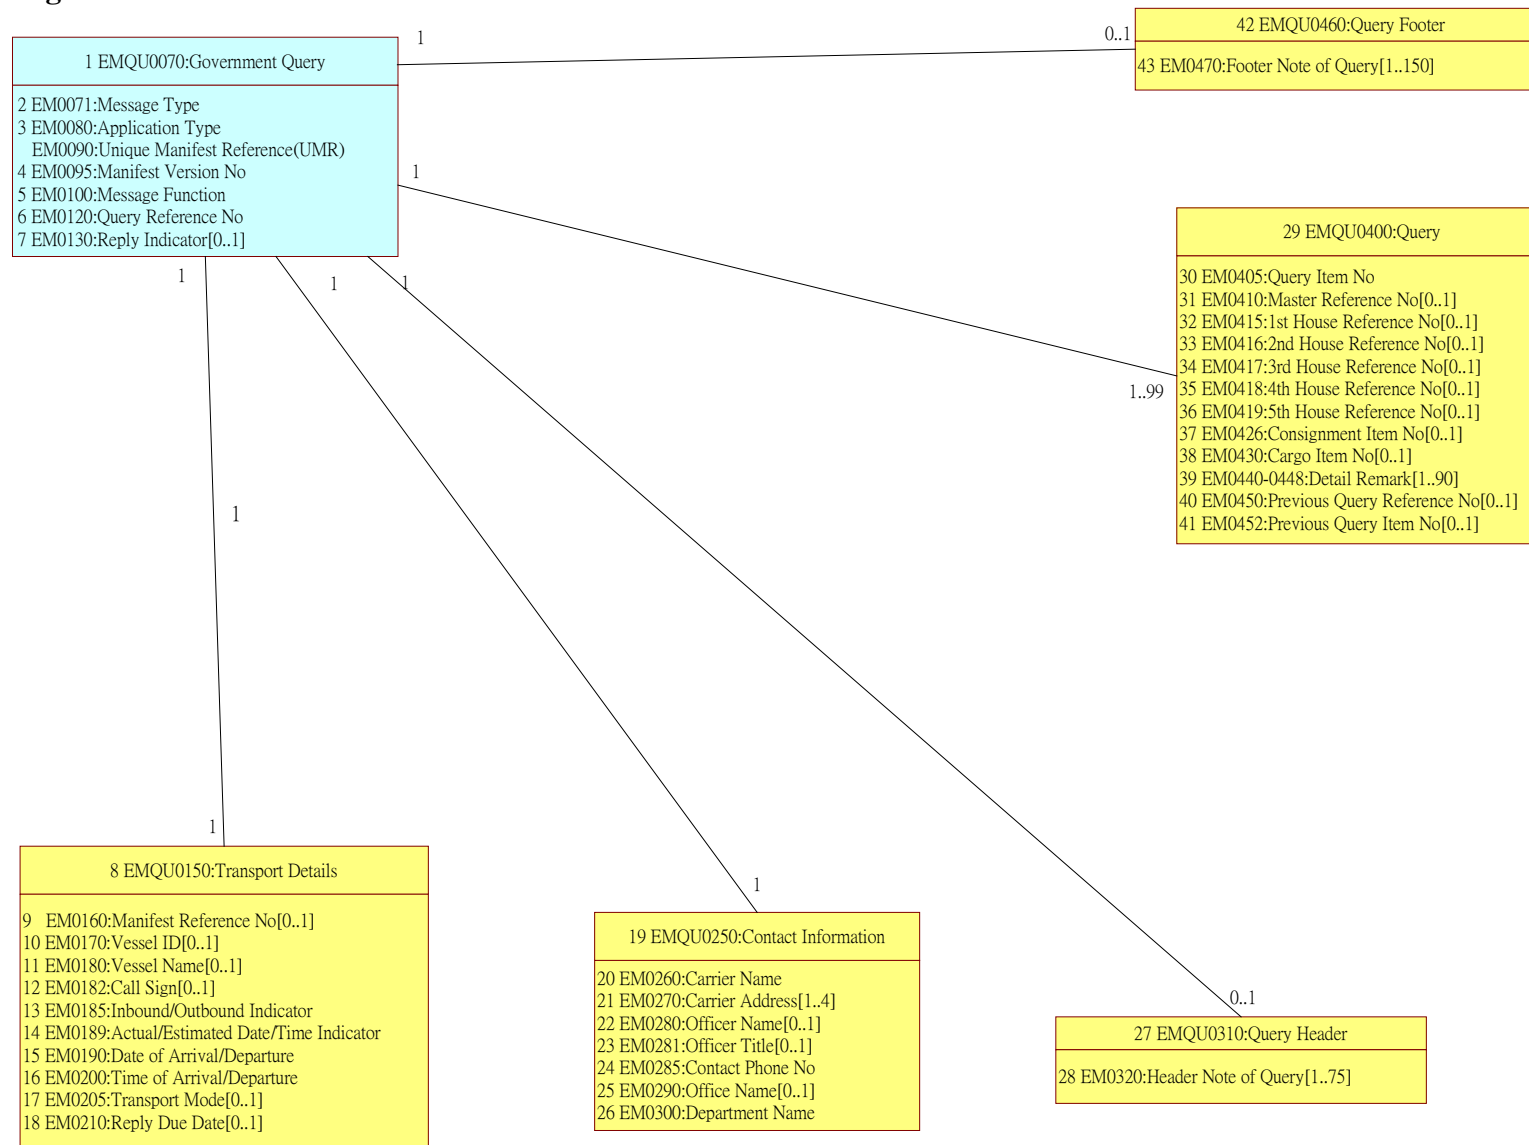 1 EMQU0070:Government Query
2 EM0071:Message Type
3 EM0080:Application Type
EM0090:Unique Manifest Reference(UMR)
4 EM0095:Manifest Version No
5 EM0100:Message Function
6 EM0120:Query Reference No
7 EM0130:Reply Indicator[0..1]
1
0..1
42 EMQU0460:Query Footer
43 EM0470:Footer Note of Query[1..150]
1
1..99
29 EMQU0400:Query
30 EM0405:Query Item No
31 EM0410:Master Reference No[0..1]
32 EM0415:1st House Reference No[0..1]
33 EM0416:2nd House Reference No[0..1]
34 EM0417:3rd House Reference No[0..1]
35 EM0418:4th House Reference No[0..1]
36 EM0419:5th House Reference No[0..1]
37 EM0426:Consignment Item No[0..1]
38 EM0430:Cargo Item No[0..1]
39 EM0440-0448:Detail Remark[1..90]
40 EM0450:Previous Query Reference No[0..1]
41 EM0452:Previous Query Item No[0..1]
1
1
1
1
1
8 EMQU0150:Transport Details
9 EM0160:Manifest Reference No[0..1]
10 EM0170:Vessel ID[0..1]
11 EM0180:Vessel Name[0..1]
12 EM0182:Call Sign[0..1]
13 EM0185:Inbound/Outbound Indicator
14 EM0189:Actual/Estimated Date/Time Indicator
15 EM0190:Date of Arrival/Departure
16 EM0200:Time of Arrival/Departure
17 EM0205:Transport Mode[0..1]
18 EM0210:Reply Due Date[0..1]
1
19 EMQU0250:Contact Information
20 EM0260:Carrier Name
21 EM0270:Carrier Address[1..4]
22 EM0280:Officer Name[0..1]
23 EM0281:Officer Title[0..1]
24 EM0285:Contact Phone No
25 EM0290:Office Name[0..1]
26 EM0300:Department Name
0..1
27 EMQU0310:Query Header
28 EM0320:Header Note of Query[1..75]